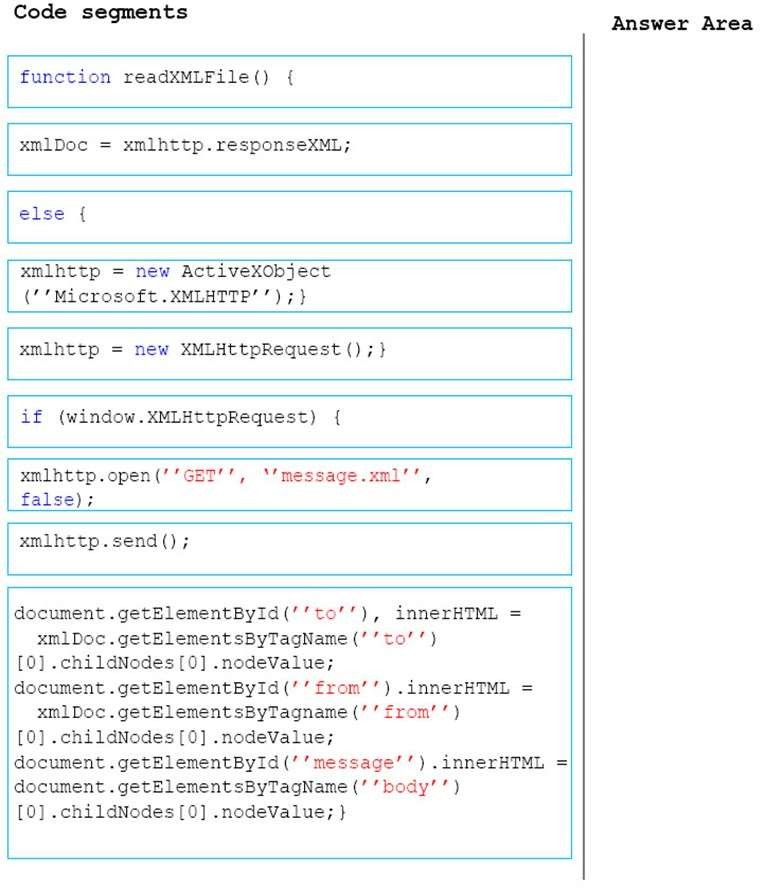 Code segments
Answer Area
function readXMLFile() {
xmlDoc = xmlhttp.responseXML;
else {
xmlhttp = new ActiveXObject
(’’Microsoft.XMLHTTP’’);}
xmlhttp = new XMLHttpRequest();}
if (window.XMLHttpRequest) {
xmlhttp.open(’’GET’’, ‘’message.xml’’,
false);
xmlhttp.send();
document.getElementById(’’to’’), innerHTML =
xmlDoc.getElementsByTagName(’’to’’)
[0].childNodes[0].nodeValue;
document.getElementById(’’from’’).innerHTML =
xmlDoc.getElementsByTagname(’’from’’)
[0].childNodes[0].nodeValue;
document.getElementById(’’message’’).innerHTML =
document.getElementsByTagName(’’body’’)
[0].childNodes[0].nodeValue;}